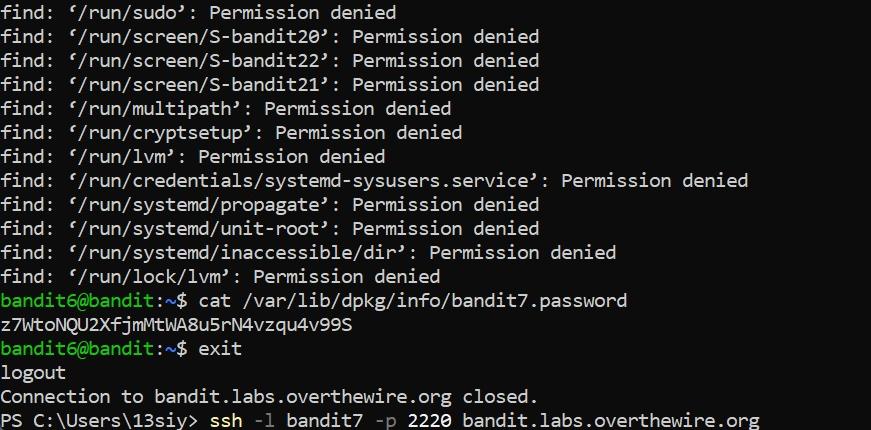 find: ‘/run/sudo’: Permission denied
find: ‘/run/screen/S-bandit20’: Permission denied
find: ‘/run/screen/S-bandit22’: Permission denied
find: ‘/run/screen/S-bandit21’: Permission denied
find: ‘/run/multipath’: Permission denied
find: ‘/run/cryptsetup’: Permission denied
find: ‘/run/lvm’: Permission denied
find: ‘/run/credentials/systemd-sysusers.service’: Permission denied
find: ‘/run/systemd/propagate’: Permission denied
find: ‘/run/systemd/unit-root’: Permission denied
find: ‘/run/systemd/inaccessible/dir’: Permission denied
find: ‘/run/lock/lvm’: Permission denied
bandit6@bandit:~$ cat /var/lib/dpkg/info/bandit7.password
z7WtoNQU2XfjmMtWA8u5rN4vzqu4v99S
bandit6@bandit:~$ exit
logout
Connection to bandit.labs.overthewire.org closed.
PS C:\Users\13siy> ssh -l bandit7 -p 2220 bandit.labs.overthewire.org